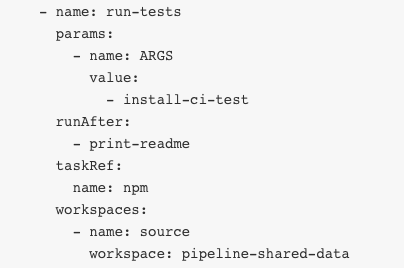 - name: run-tests
  params:
    - name: ARGS
      value:
        - install-ci-test
  runAfter:
    - print-readme
  taskRef:
    name: npm
  workspaces:
    - name: source
      workspace: pipeline-shared-data